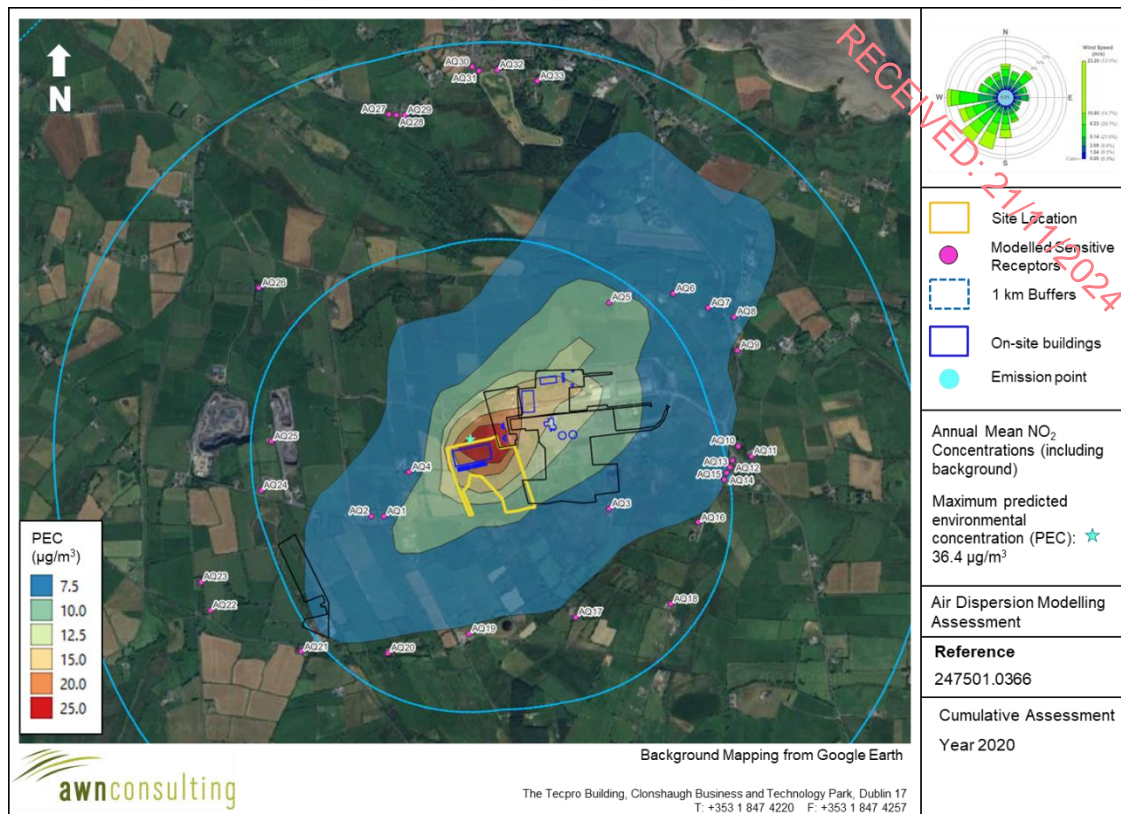 N
AQ30
AQ31
AQ32
AQ33
AQ27
AQ29
AQ28
AQ26
AQ5
AQ6
AQ7
AQ8
AQ9
AQ25
AQ24
AQ4
AQ2
AQ1
AQ3
AQ10
AQ11
AQ13
AQ12
AQ15
AQ14
AQ16
AQ23
AQ22
AQ21
AQ20
AQ19
AQ17
AQ18
PEC
(µg/m³)
7.5
10.0
12.5
15.0
20.0
25.0
awnconsulting
Background Mapping from Google Earth
The Tecpro Building, Clonshaugh Business and Technology Park, Dublin 17
T: +353 1 847 4220 F: +353 1 847 4257
N
W
E
S
Wind Speed
(m/s)
RECEIVED: 21/11/2024
Site Location
Modelled Sensitive
Receptors
1 km Buffers
On-site buildings
Emission point
Annual Mean NO₂
Concentrations (including
background)
Maximum predicted
environmental
concentration (PEC):
36.4 µg/m³
Air Dispersion Modelling
Assessment
Reference
247501.0366
Cumulative Assessment
Year 2020